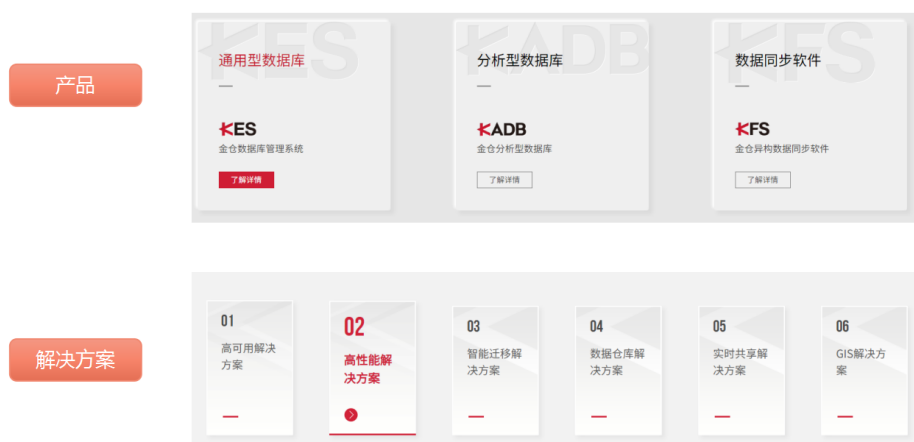 产品
KES
通用型数据库
KES
金仓数据库管理系统
了解详情
KADB
分析型数据库
KADB
金仓分析型数据库
了解详情
KFS
数据同步软件
KFS
金仓异构数据同步软件
了解详情
解决方案
01
高可用解决
方案
02
高性能解
决方案
03
智能迁移解
决方案
04
数据仓库解
决方案
05
实时共享解
决方案
06
GIS解决方
案